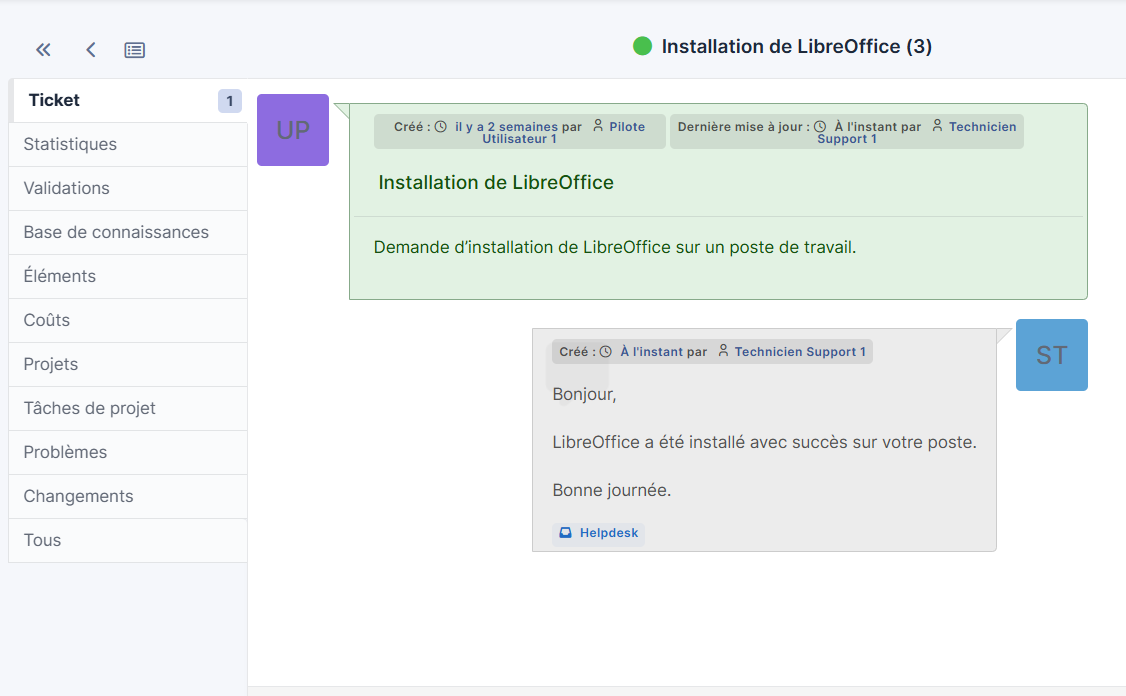 Installation de LibreOffice (3)
Ticket
1
Statistiques
Validations
Base de connaissances
Éléments
Coûts
Projets
Tâches de projet
Problèmes
Changements
Tous
UP
Créé : il y a 2 semaines par Pilote
Utilisateur 1
Dernière mise à jour : À l'instant par Technicien
Support 1
Installation de LibreOffice
Demande d’installation de LibreOffice sur un poste de travail.
ST
Créé : À l'instant par Technicien Support 1
Bonjour,
LibreOffice a été installé avec succès sur votre poste.
Bonne journée.
Helpdesk